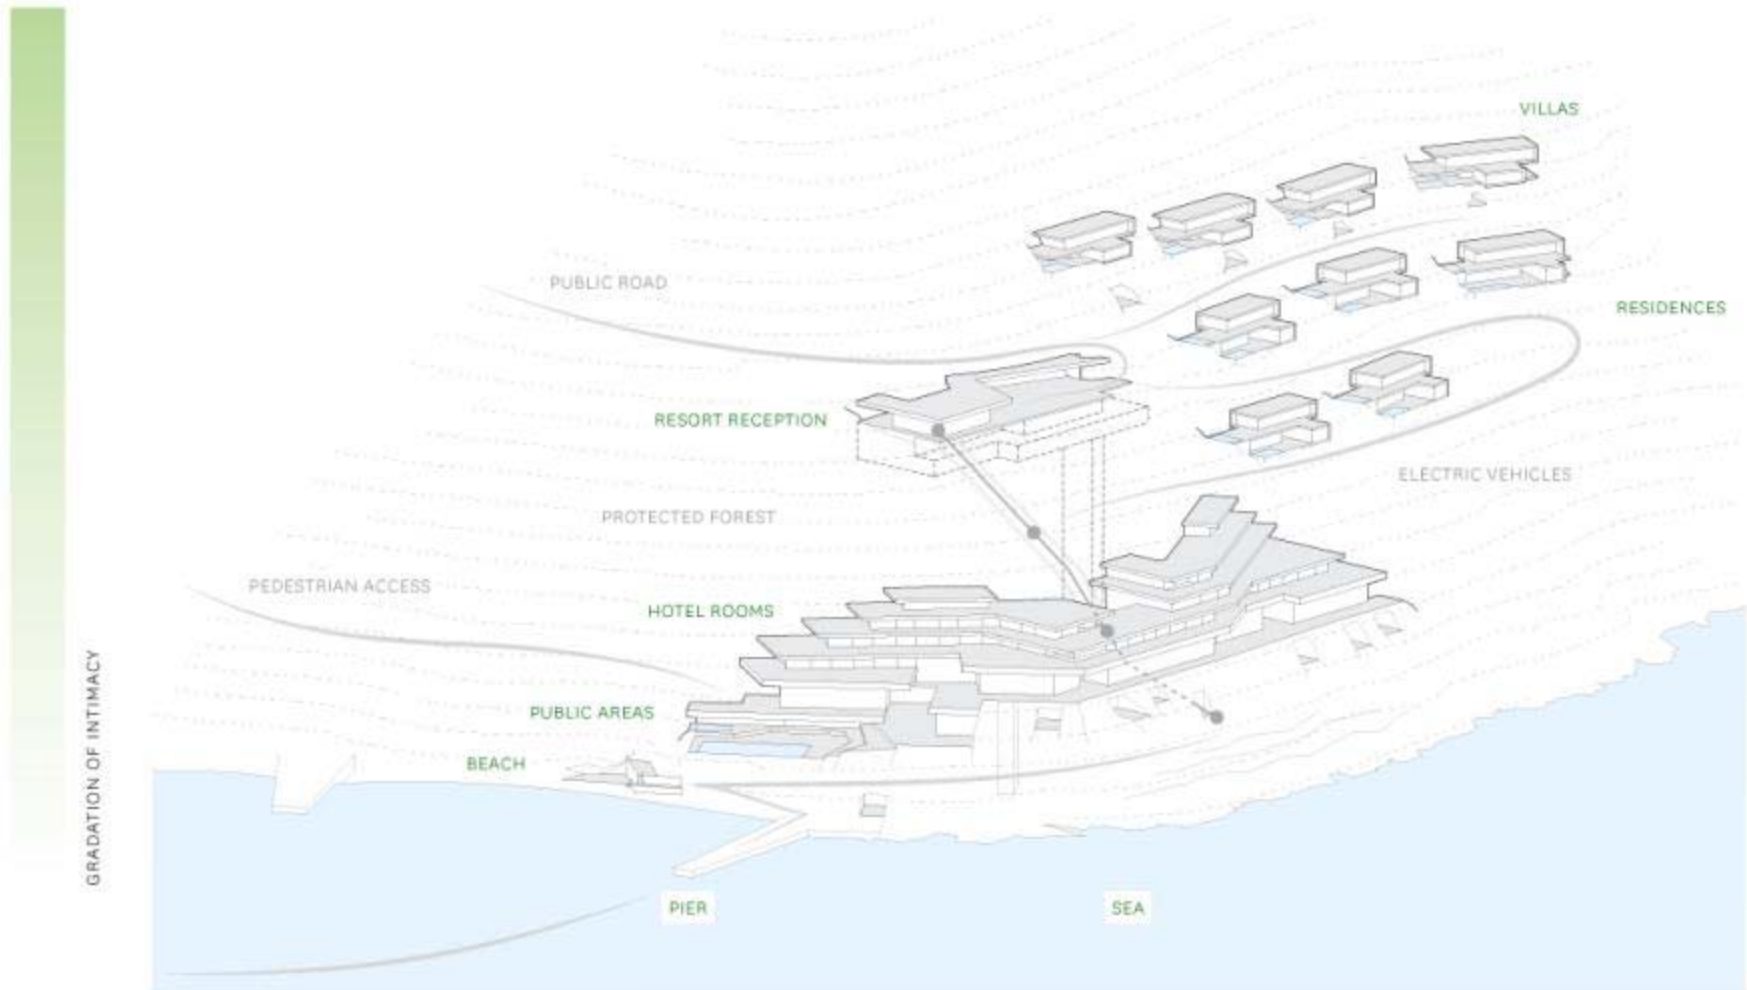 VILLAS
PUBLIC ROAD
RESIDENCES
RESORT RECEPTION
ELECTRIC VEHICLES
PROTECTED FOREST
PEDESTRIAN ACCESS
HOTEL ROOMS
PUBLIC AREAS
BEACH
GRADATION OF INTIMACY
PIER
SEA